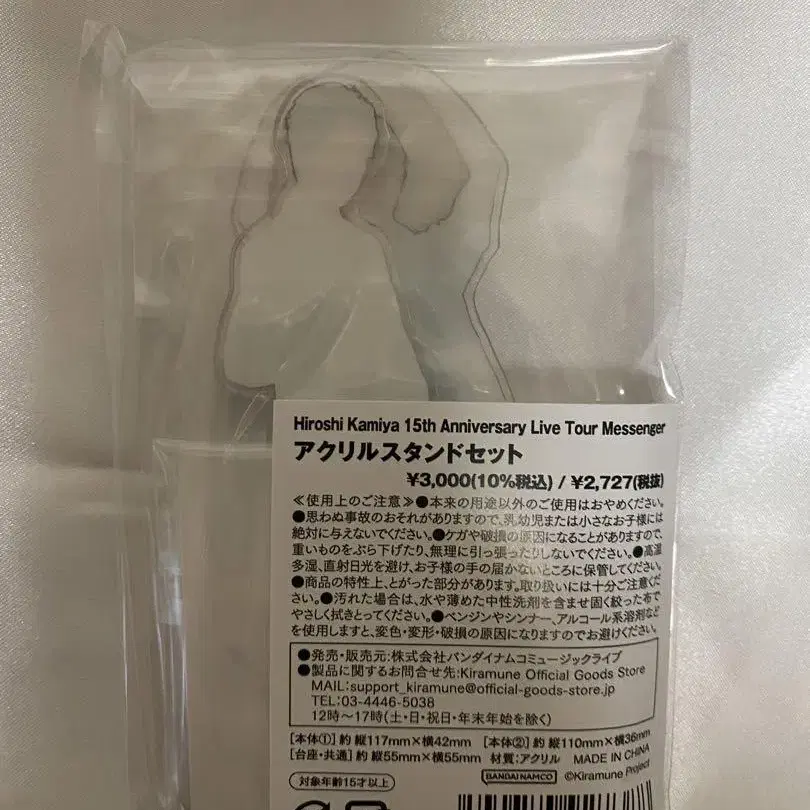 Hiroshi Kamiya 15th Anniversary Live Tour Messenger
アクリルスタンドセット
¥3,000(10%税込) / ¥2,727(税抜)
≪使用上のご注意≫●本来の用途以外のご使用はおやめください。
●思わぬ事故のおそれがありますので、乳幼児または小さなお子様には
絶対に与えないでください。●ケガや破損の原因になることがありますので、
重いものをぶら下げたり、無理に引っ張ったりしないでください。●高温
多湿、直射日光を避け、お子様の手の届かないところに保管してください。
●商品の特性上、とがった部分があります。取り扱いには十分ご注意くだ
さい。●汚れた場合は、水や薄めた中性洗剤を含ませ固く絞った布で
やさしく拭きとってください。●ベンジンやシンナー、アルコール系溶剤など
を使用しますと、変色・変形・破損の原因になりますのでお避けください。
●発売・販売元:株式会社バンダイナムコミュージックライブ
●製品に関するお問合せ先:Kiramune Official Goods Store
MAIL:support_kiramune@official-goods-store.jp
TEL:03-4446-5038
12時〜17時(土・日・祝日・年末年始を除く)
[本体①] 約 縦117mm×横42mm [本体②] 約 縦110mm×横36mm
[台座・共通] 約 縦55mm×横55mm 材質:アクリル MADE IN CHINA
対象年齢15才以上 BANDAI NAMCO ©Kiramune Project